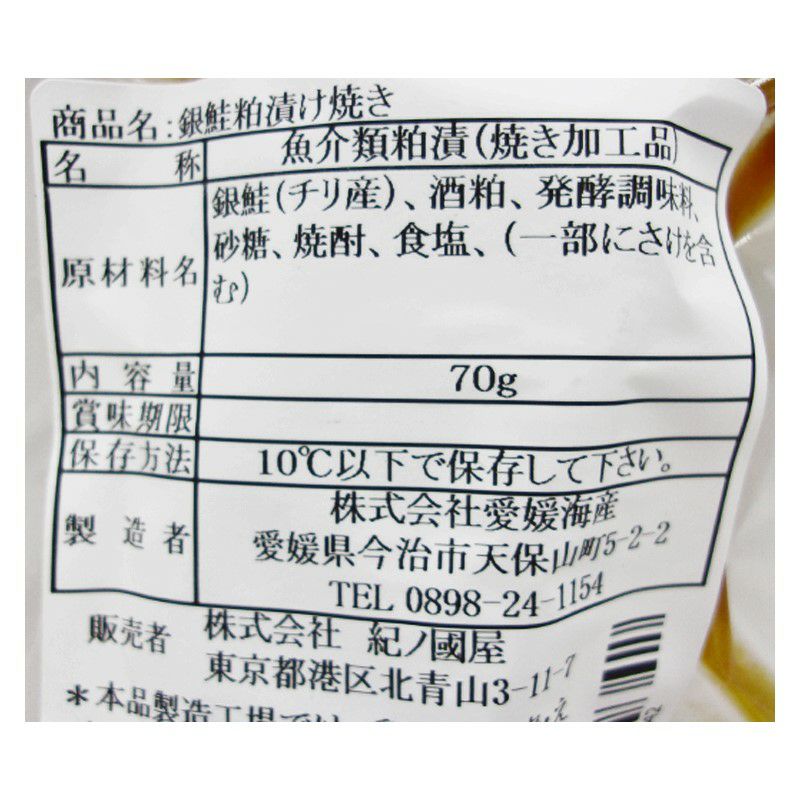 商品名:銀鮭粕漬け焼き
名称 魚介類粕漬(焼き加工品)
銀鮭(チリ産)、酒粕、発酵調味料、
砂糖、焼酎、食塩、(一部にさけを含
原材料名 む)
内容量 70g
賞味期限
保存方法 10℃以下で保存して下さい。
株式会社愛媛海産
製造者 愛媛県今治市天保山町5-2-2
TEL 0898-24-1154
販売者 株式会社 紀ノ國屋
東京都港区北青山3-11-7
*本品製造工場では、